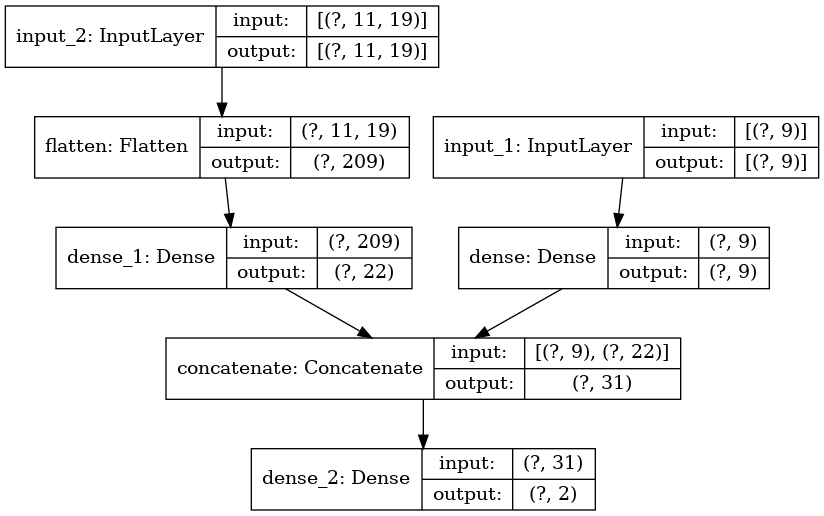 input_2: InputLayer input: [(?, 11, 19)]
output: [(?, 11, 19)]
flatten: Flatten input: (?, 11, 19)
output: (?, 209)
input_1: InputLayer input: [(?, 9)]
output: [(?, 9)]
dense_1: Dense input: (?, 209)
output: (?, 22)
dense: Dense input: (?, 9)
output: (?, 9)
concatenate: Concatenate input: [(?, 9), (?, 22)]
output: (?, 31)
dense_2: Dense input: (?, 31)
output: (?, 2)